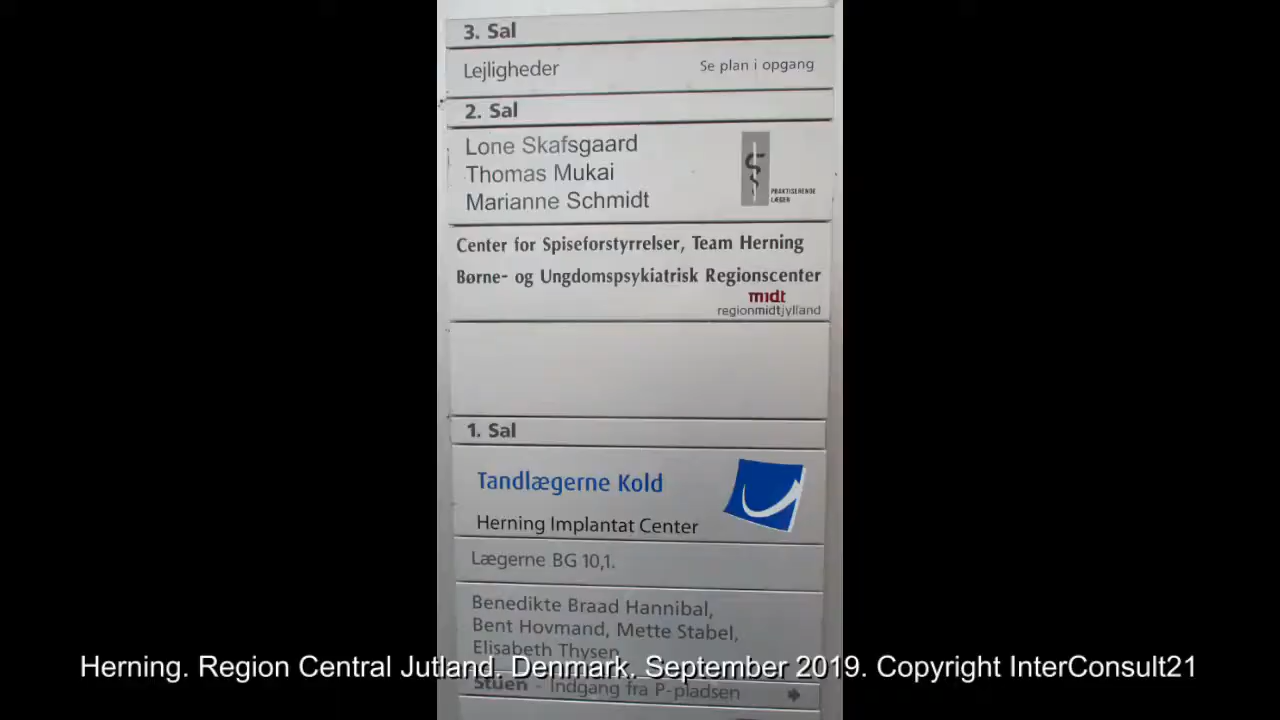 3. Sal
Lejligheder
Se plan i opgang
2. Sal
Lone Skafsgaard
Thomas Mukai
Marianne Schmidt
PRAKTISERENDE
LÆGER
Center for Spiseforstyrrelser, Team Herning
Børne- og Ungdomspsykiatrisk Regionscenter
midt
regionmidtjylland
1. Sal
Tandlægerne Kold
Herning Implantat Center
Lægerne BG 10,1.
Benedikte Braad Hannibal,
Bent Hovmand, Mette Stabel,
Elisabeth Thysen
Herning. Region Central Jutland. Denmark. September 2019. Copyright InterConsult21
Stuen - Indgang fra P-pladsen